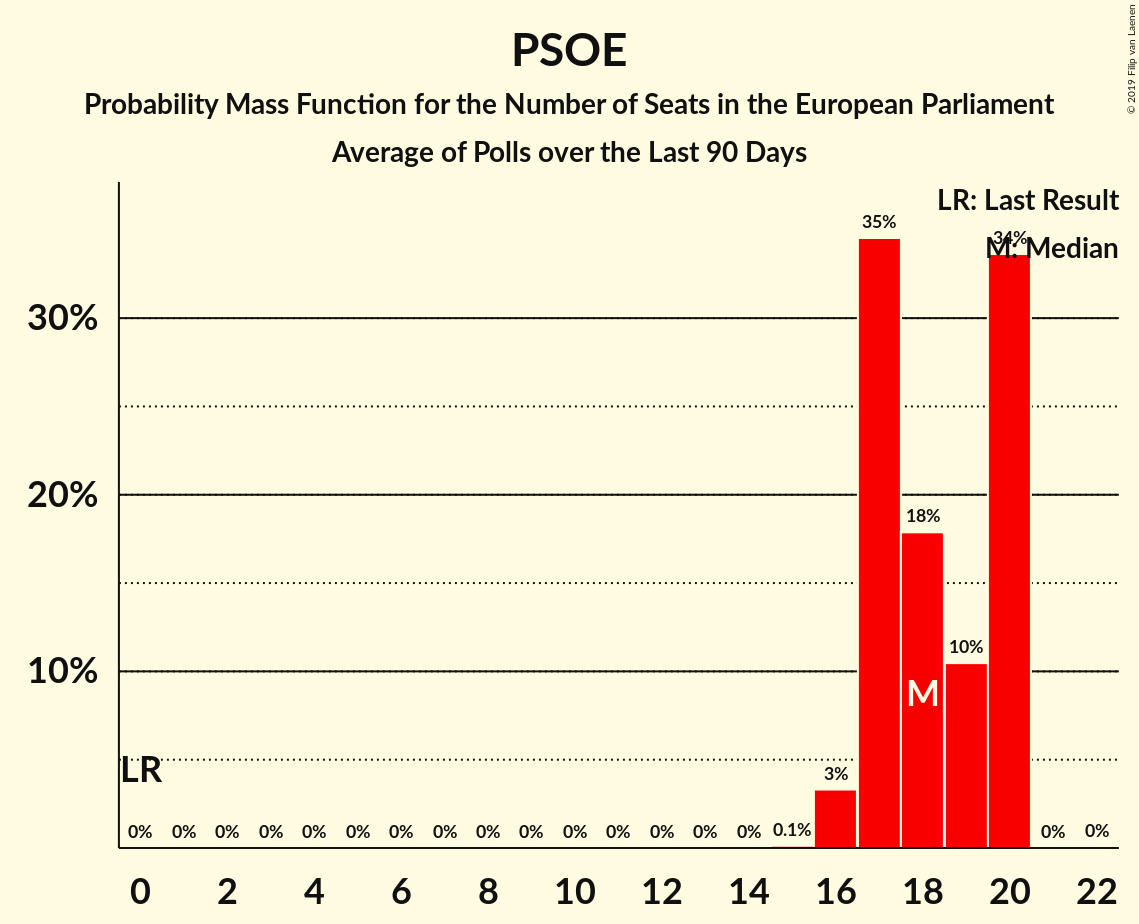 PSOE
Probability Mass Function for the Number of Seats in the European Parliament
Average of Polls over the Last 90 Days
© 2019 Filip van Laenen
LR: Last Result
M: Median
35%
34%
30%
18%
20%
10%
10%
M
LR
3%
0% 0% 0% 0% 0% 0% 0% 0% 0% 0% 0% 0% 0% 0% 0% 0.1% 0% 0%
0 2 4 6 8 10 12 14 16 18 20 22